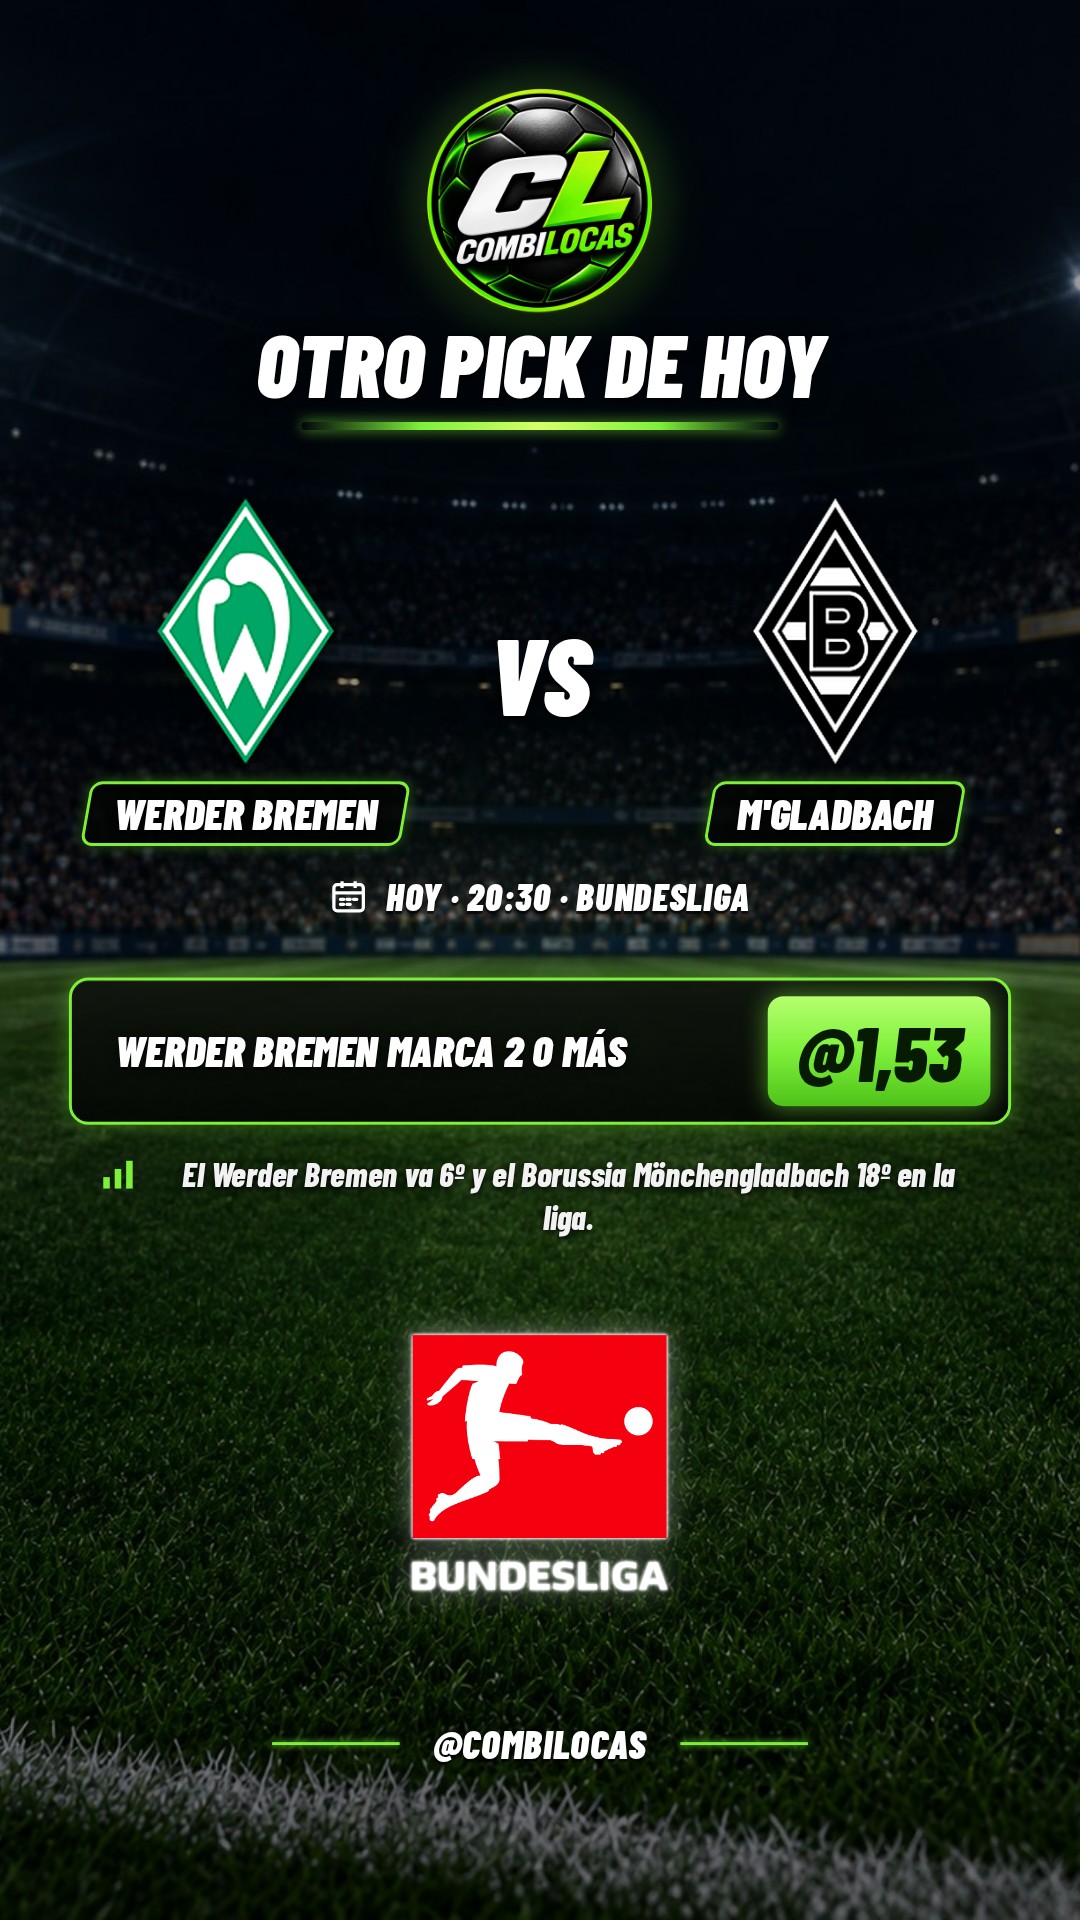 CL
COMBILOCAS
OTRO PICK DE HOY
VS
B
WERDER BREMEN
M'GLADBACH
HOY · 20:30 · BUNDESLIGA
WERDER BREMEN MARCA 2 O MÁS
@1,53
El Werder Bremen va 6º y el Borussia Mönchengladbach 18º en la
liga.
BUNDESLIGA
@COMBILOCAS